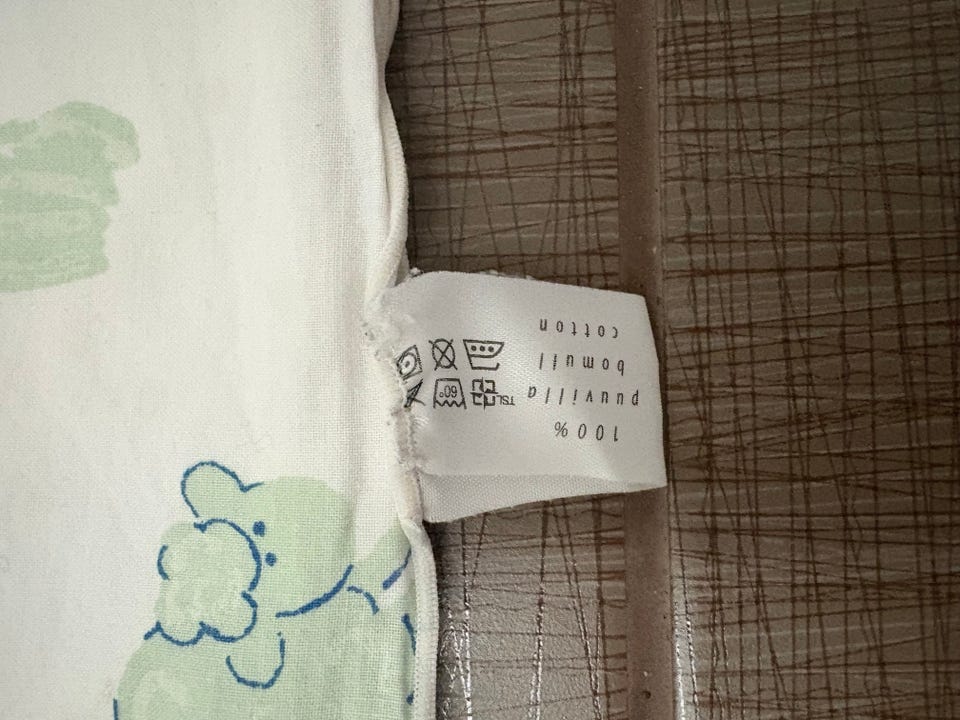 100%
puuvilla
bomull
cotton
TSL
60°